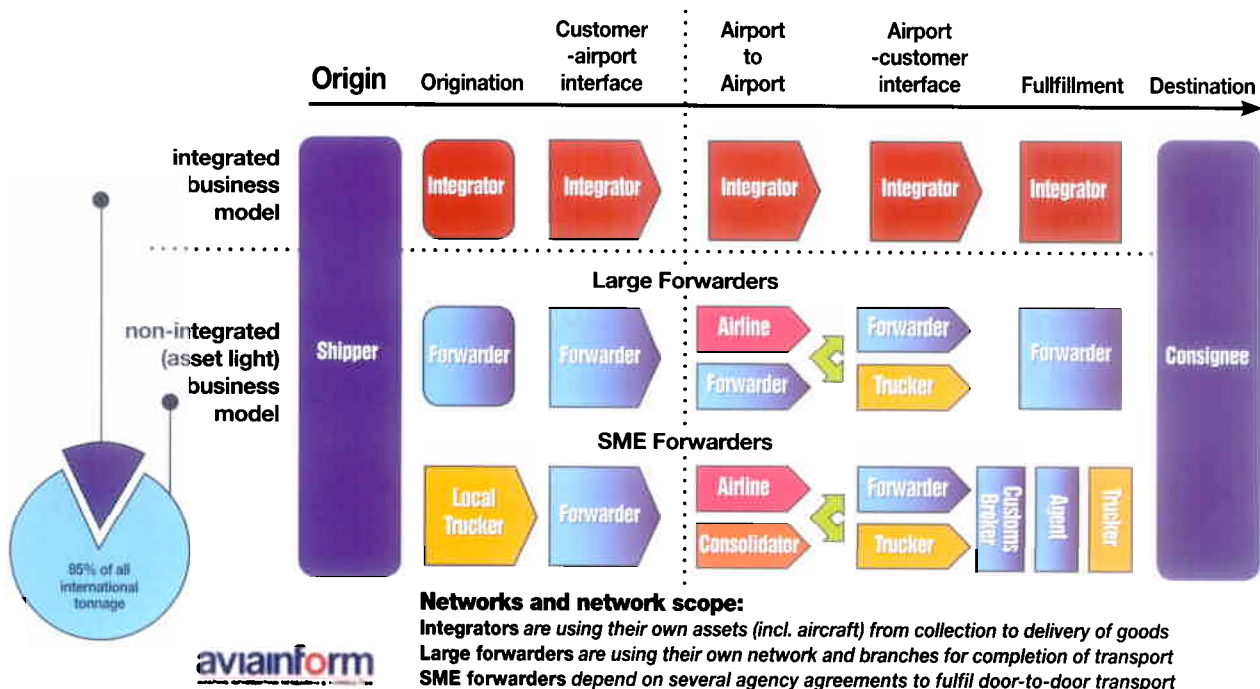 Origin
Origination
Customer
-airport
interface
Airport
to
Airport
Airport
-customer
interface
Fullfillment
Destination
integrated
business
model
Shipper
Integrator
Integrator
Integrator
Integrator
Integrator
Consignee
Large Forwarders
non-integrated
(asset light)
business
model
Forwarder
Forwarder
Airline
Forwarder
Forwarder
Trucker
Forwarder
SME Forwarders
Local
Trucker
Forwarder
Airline
Consolidator
Forwarder
Trucker
Customs
Broker
Agent
Trucker
85% of all
international
tonnage
Networks and network scope:
Integrators are using their own assets (incl. aircraft) from collection to delivery of goods
Large forwarders are using their own network and branches for completion of transport
SME forwarders depend on several agency agreements to fulfil door-to-door transport
aviainform